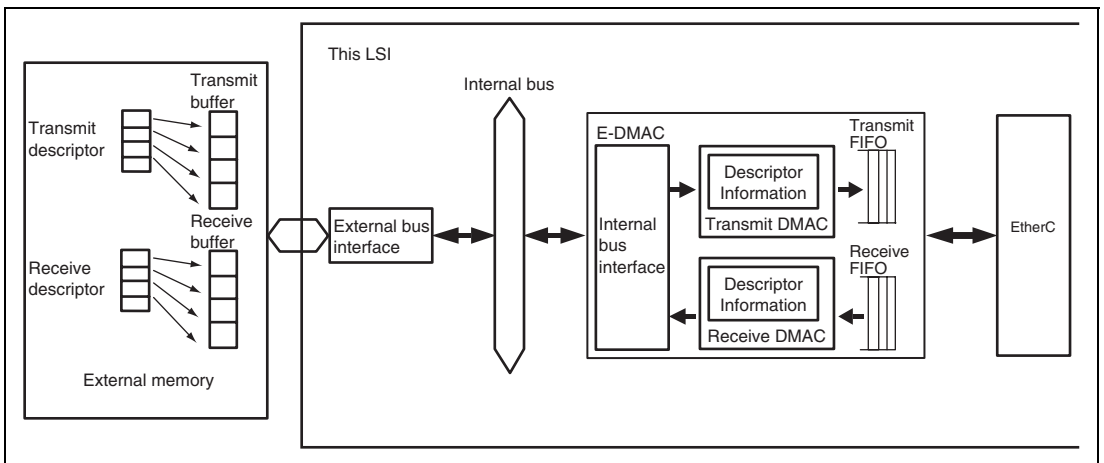 This LSI
Transmit
buffer
Transmit
descriptor
Receive
buffer
Receive
descriptor
External memory
External bus
interface
Internal bus
E-DMAC
Internal
bus
interface
Descriptor
Information
Transmit DMAC
Transmit
FIFO
Descriptor
Information
Receive DMAC
Receive
FIFO
EtherC